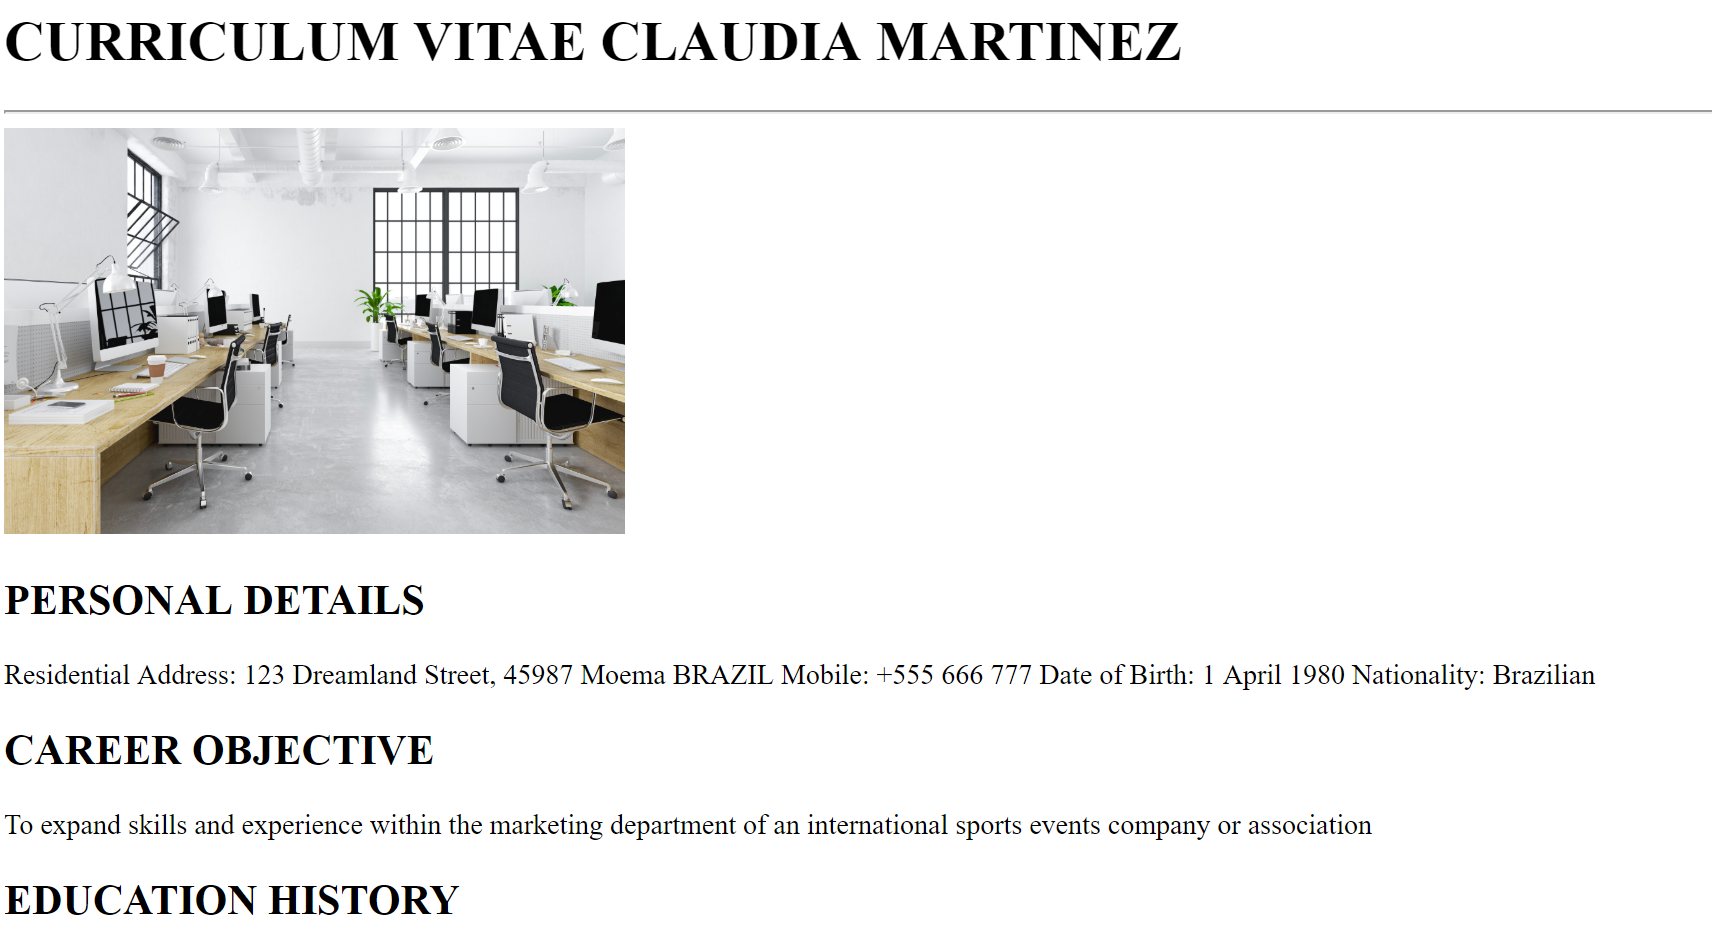 CURRICULUM VITAE CLAUDIA MARTINEZ
PERSONAL DETAILS
Residential Address: 123 Dreamland Street, 45987 Moema BRAZIL Mobile: +555 666 777 Date of Birth: 1 April 1980 Nationality: Brazilian
CAREER OBJECTIVE
To expand skills and experience within the marketing department of an international sports events company or association
EDUCATION HISTORY